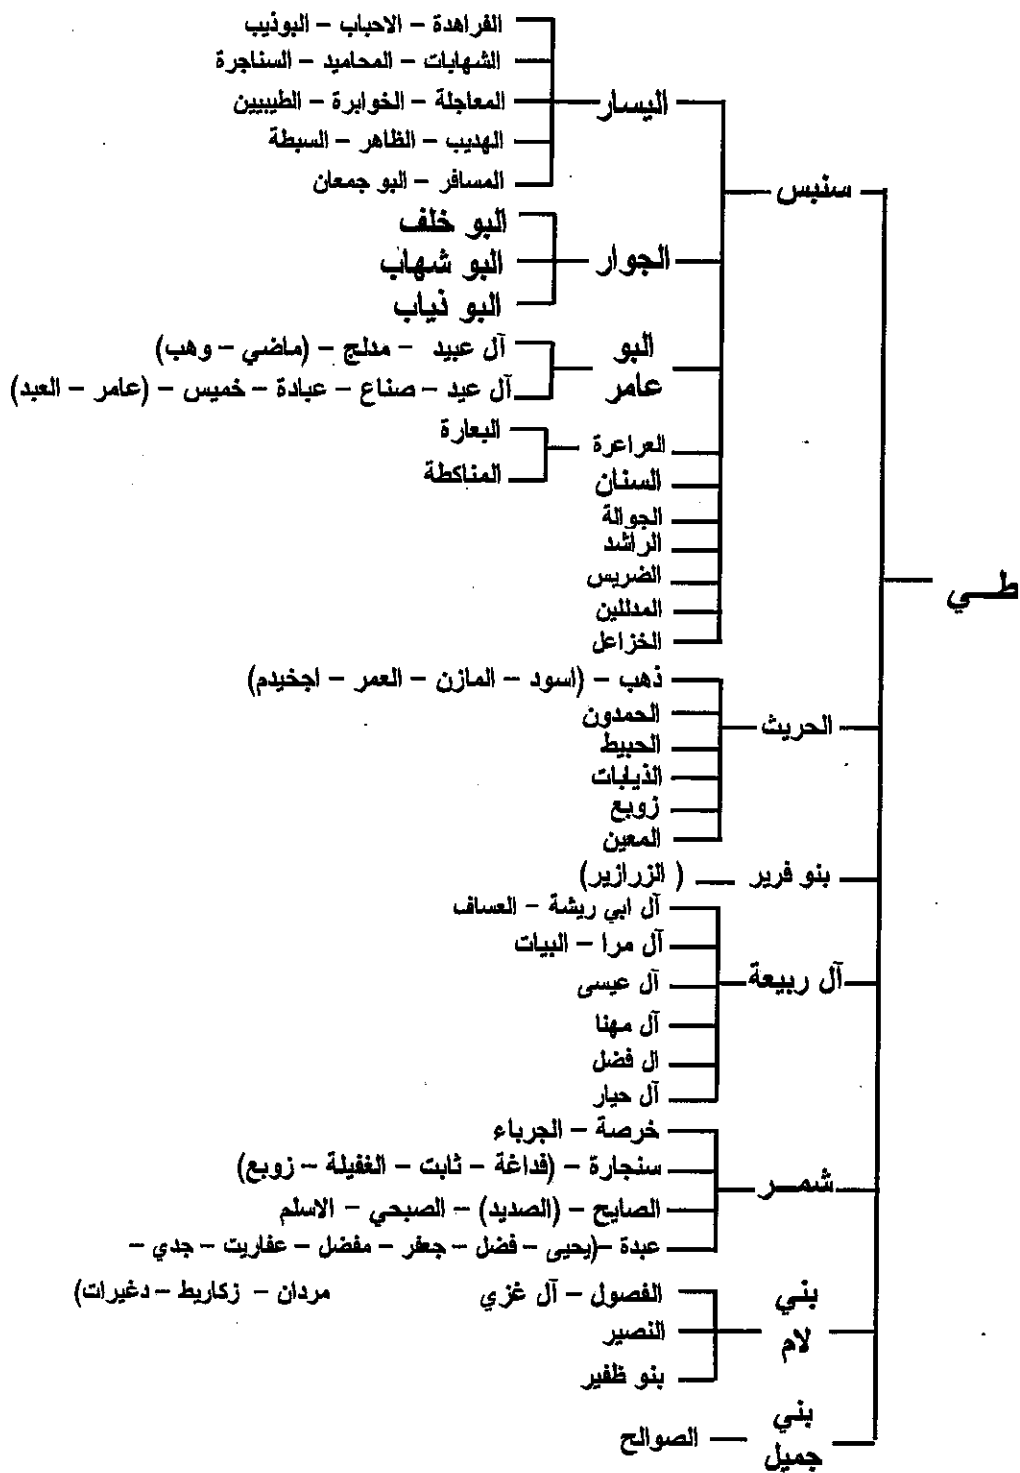 طـــي
سنبس
اليسار
الفراهدة – الاحباب – البوذيب
الشهابات – المحاميد – السناجرة
المعاجلة – الخوابرة – الطيبيين
الهديب – الظاهر – السبطة
المسافر – البو جمعان
الجوار
البو خلف
البو شهاب
البو ذياب
البو
عامر
آل عبيد – مدلج – (ماضي – وهب)
آل عيد – صناع – عبادة – خميس – (عامر – العبد)
العراعرة
البعارة
المناكطة
السنان
الجوالة
الراشد
الضريس
المدللين
الخزاعل
الحريث
ذهب – (اسود – المازن – العمر – اجخيدم)
الحمدون
الحبيط
الذيابات
زوبع
المعين
بنو فرير – ( الزرازير)
آل ربيعة
آل ابي ريشة – العساف
آل مرا – البيات
آل عيسى
آل مهنا
ال فضل
آل حيار
شمـــر
خرصة – الجرباء
سنجارة – (فداغة – ثابت – الغفيلة – زوبع)
الصايح – (الصديد) – الصبحي – الاسلم
عبدة –(يحيى – فضل – جعفر – مفضل – عفاريت – جدي –
مردان – زكاريط – دغيرات)
بني
لام
الفصول – آل غزي
النصير
بنو ظفير
بني
جميل
الصوالح